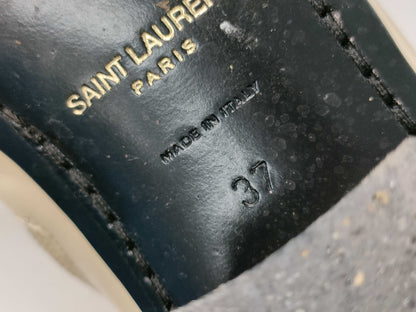 SAINT LAUREN
PARIS
MADE IN ITALY
37